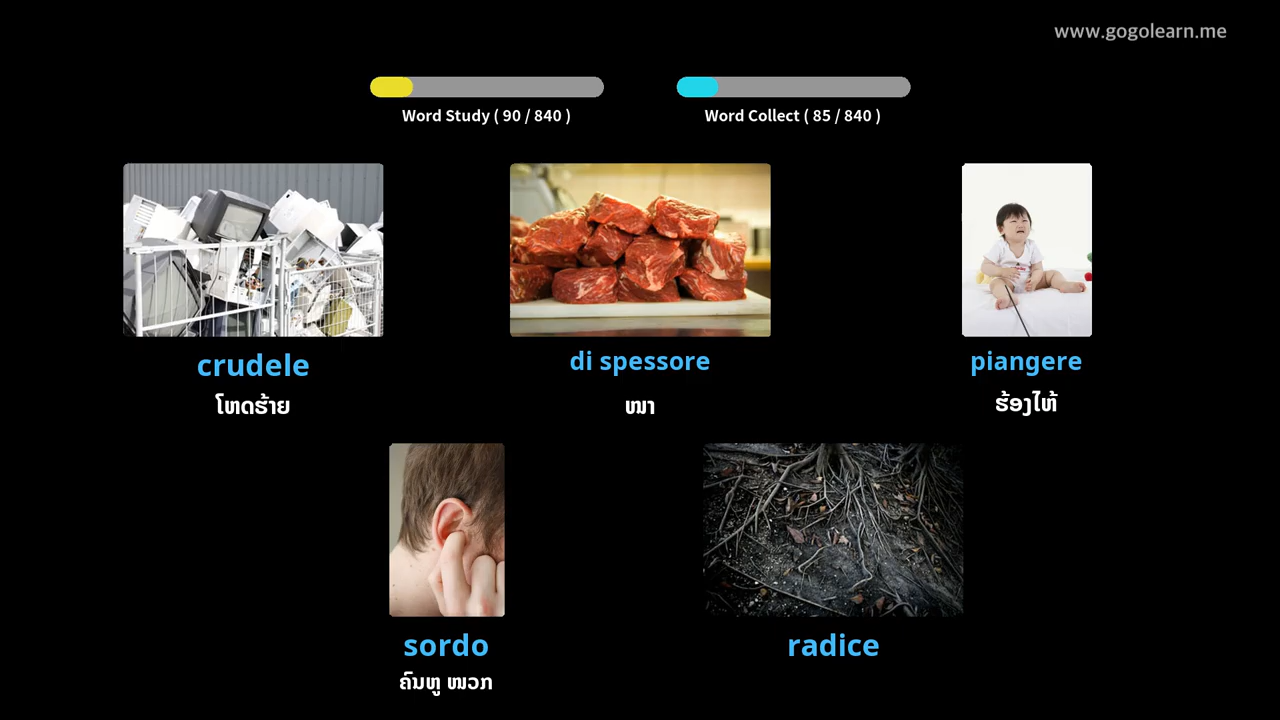 www.gogolearn.me
Word Study ( 90 / 840 )
Word Collect ( 85 / 840 )
crudele
di spessore
piangere
ໂຫດຮ້າຍ
ໜາ
ຮ້ອງໄຫ້
sordo
radice
ຄົນຫູ ໜວກ